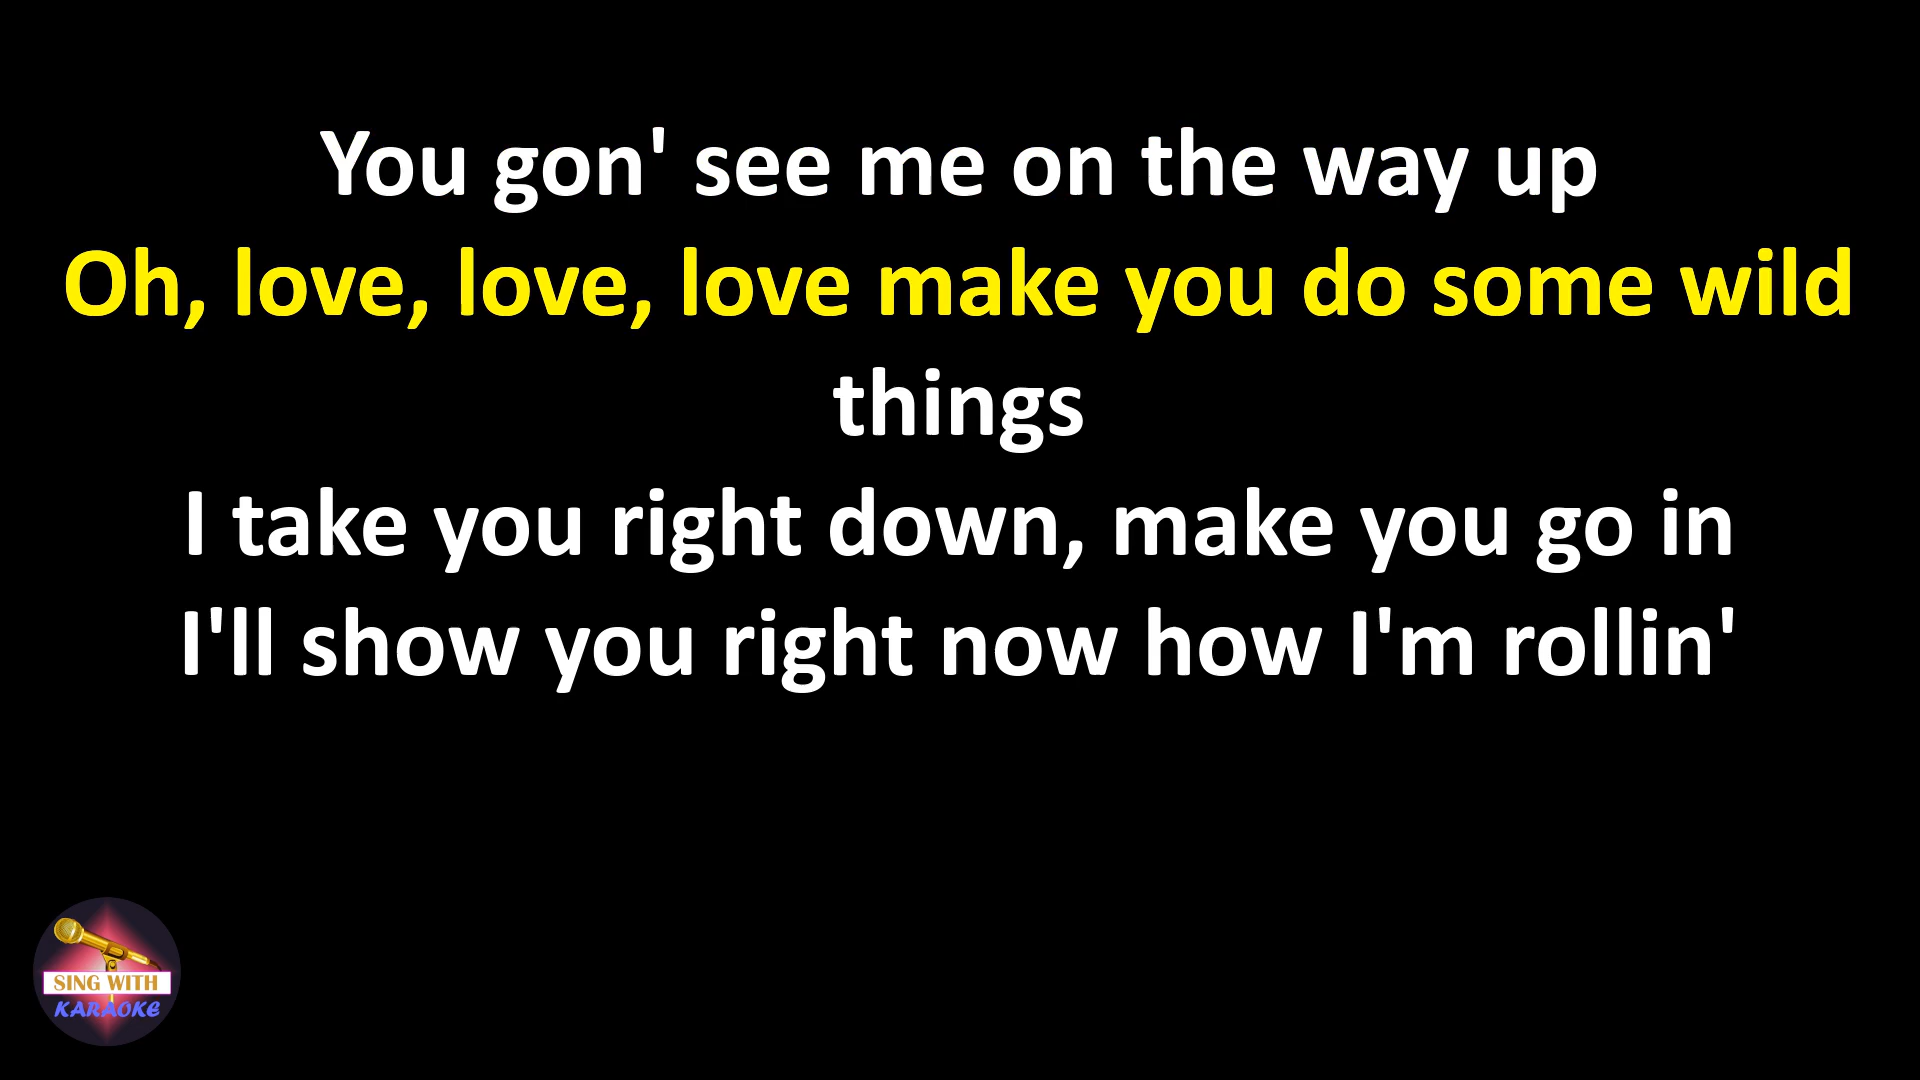 You gon' see me on the way up
Oh, love, love, love make you do some wild
things
I take you right down, make you go in
I'll show you right now how I'm rollin'
SING WITH
KARAOKE